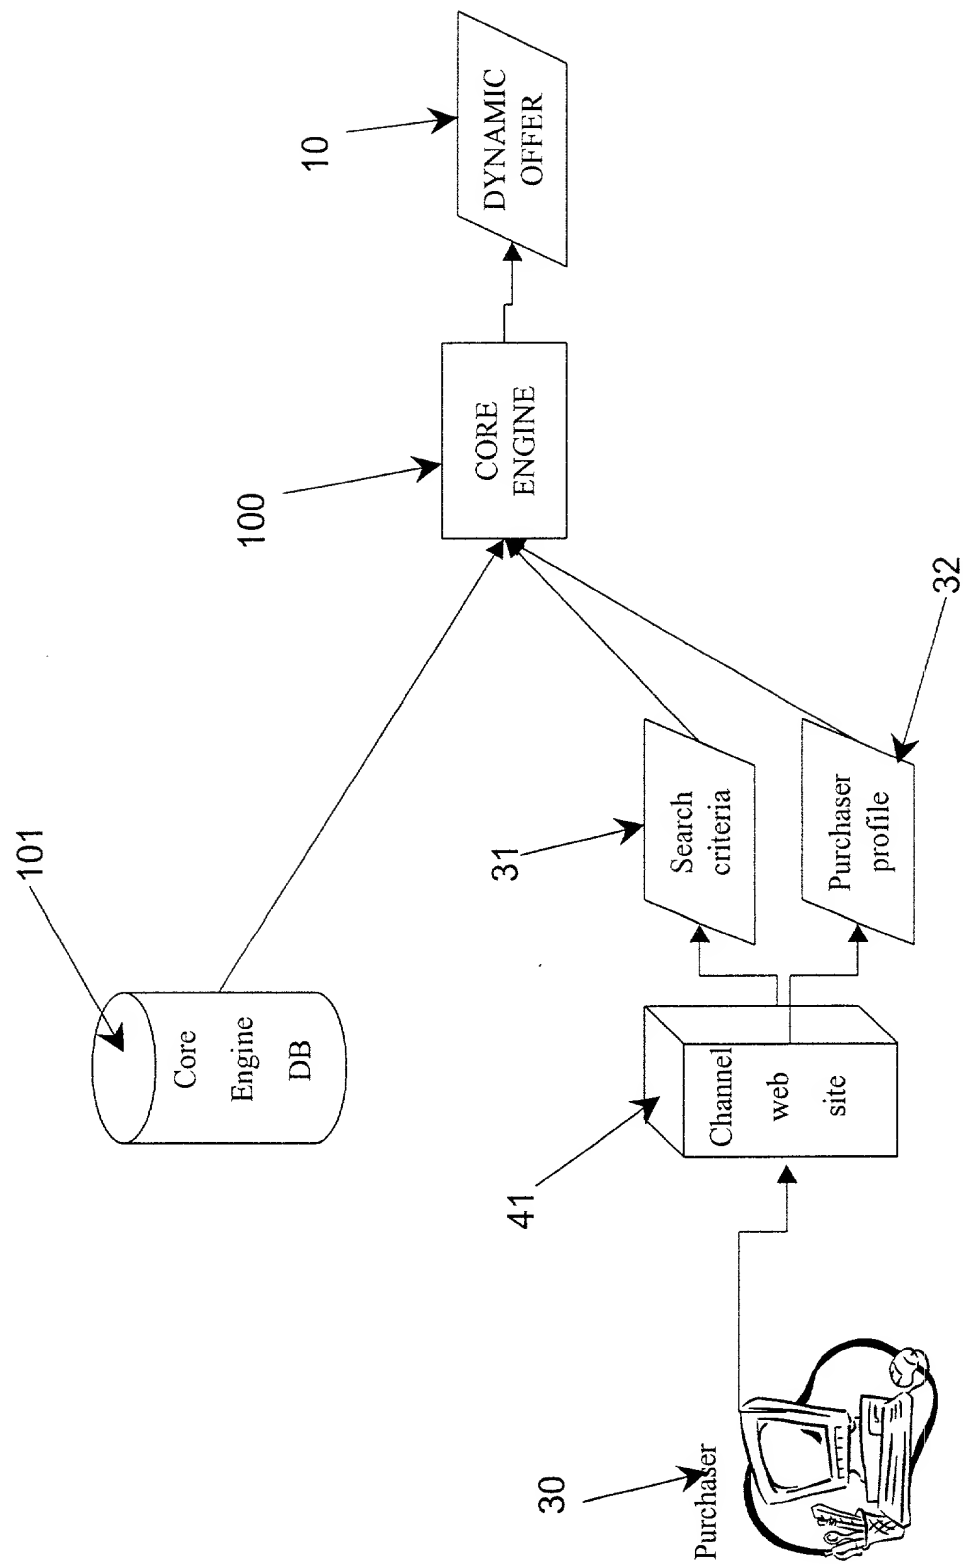 10
DYNAMIC
OFFER
100
CORE
ENGINE
101
Core
Engine
DB
31
Search
criteria
32
Purchaser
profile
41
Channel
web
site
30
Purchaser